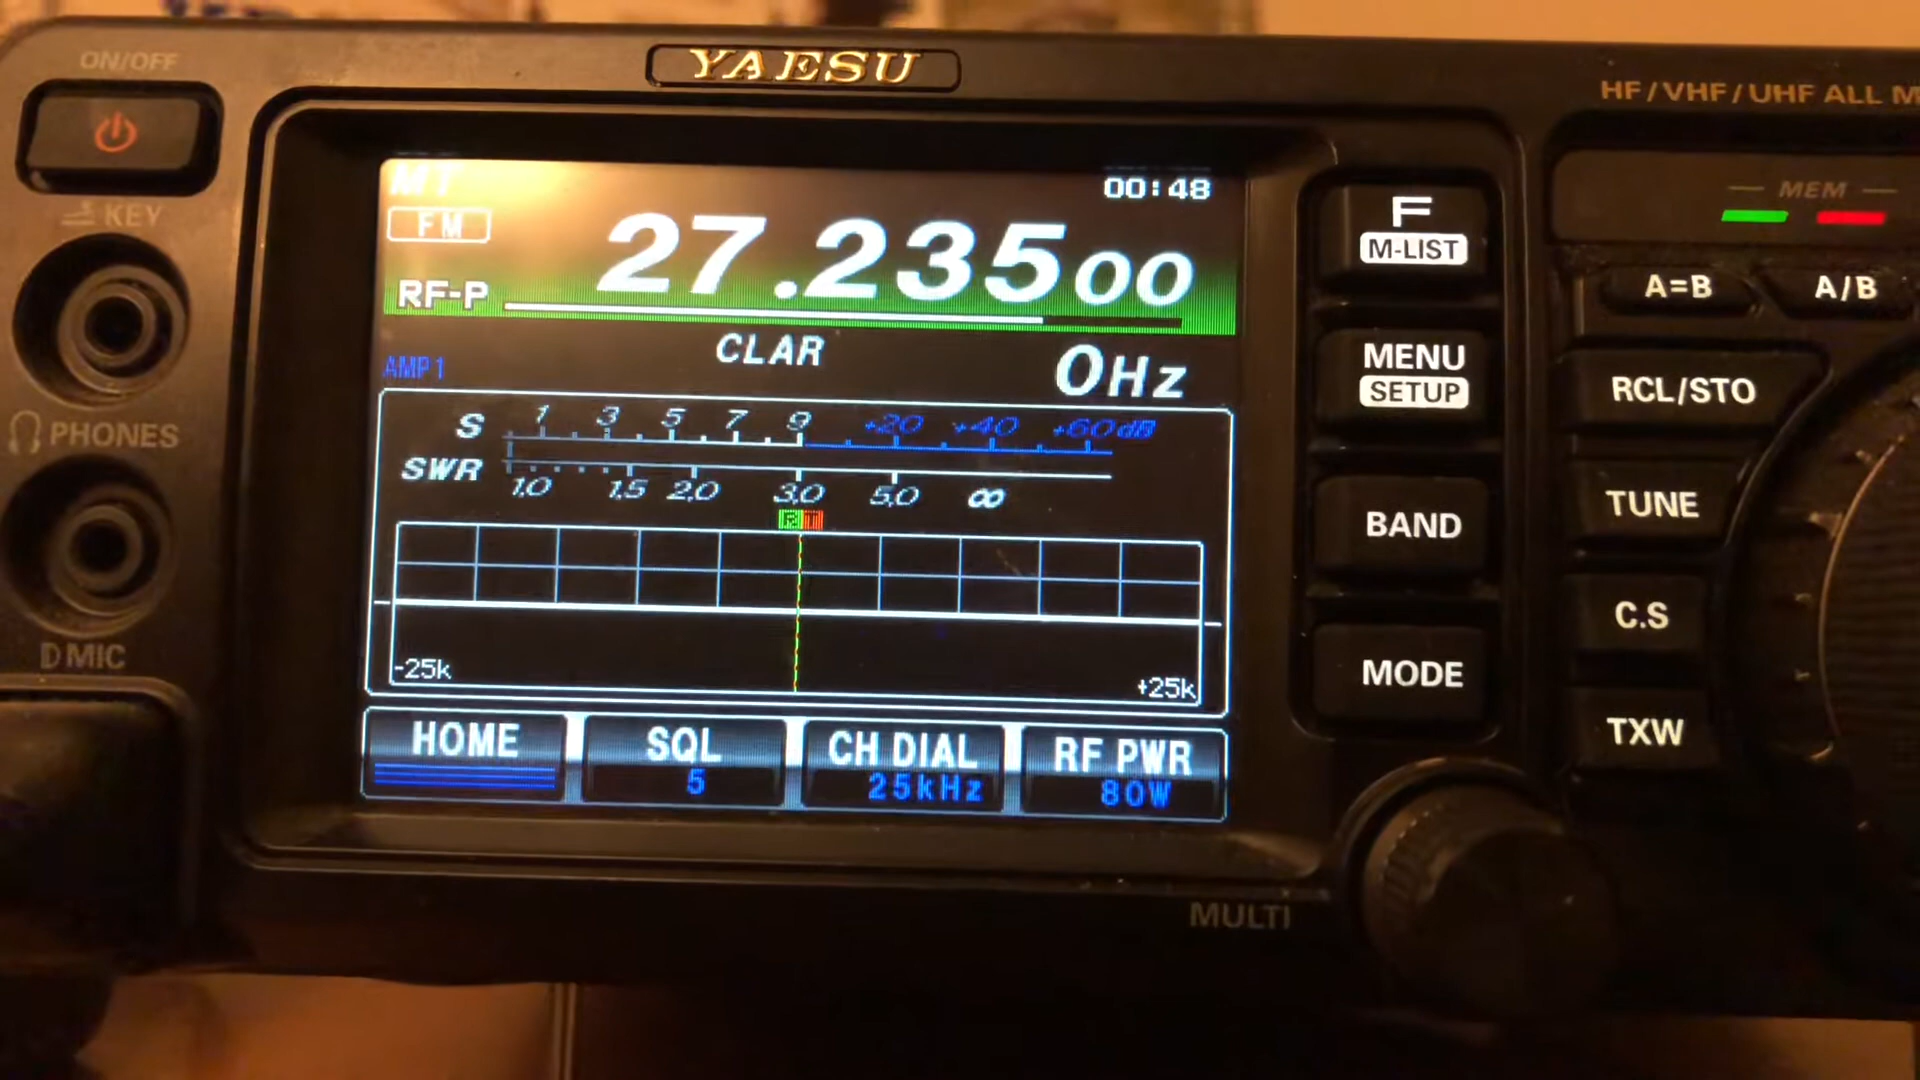 ON/OFF
YAESU
HF/VHF/UHF ALL M
KEY
PHONES
MIC
MT
00:48
FM
27.23500
RF-P
CLAR
0Hz
AMP1
S 1 3 5 7 9 +20 +40 +60dB
SWR
1.0 1.5 2.0 3.0 5.0 ∞
-25k
+25k
HOME
SQL
5
CH DIAL
25kHz
RF PWR
80W
F
M-LIST
MENU
SETUP
BAND
MODE
MULTI
MEM
A=B
A/B
RCL/STO
TUNE
C.S
TXW